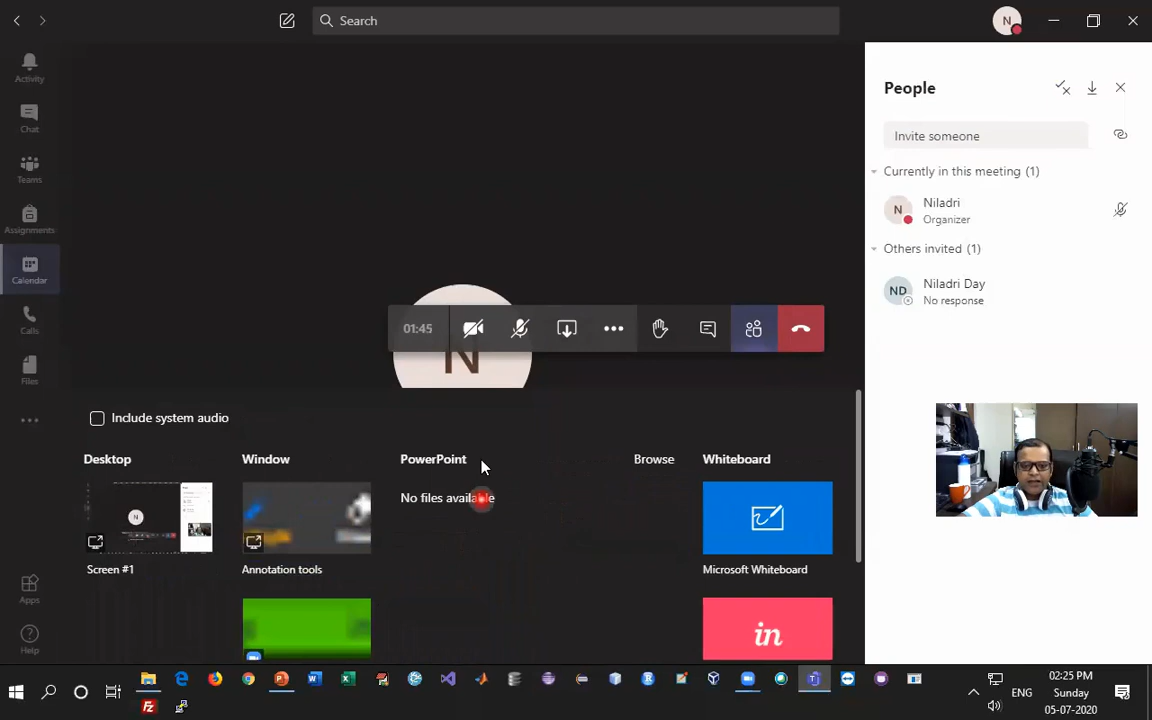 Search
N
Activity
Chat
Teams
Assignments
Calendar
Calls
Files
Apps
Help
01:45
N
Include system audio
Desktop
Window
PowerPoint
Browse
Whiteboard
No files available
N
Screen #1
Annotation tools
Microsoft Whiteboard
in
People
Invite someone
Currently in this meeting (1)
N
Niladri
Organizer
Others invited (1)
ND
Niladri Day
No response
ENG
02:25 PM
Sunday
05-07-2020